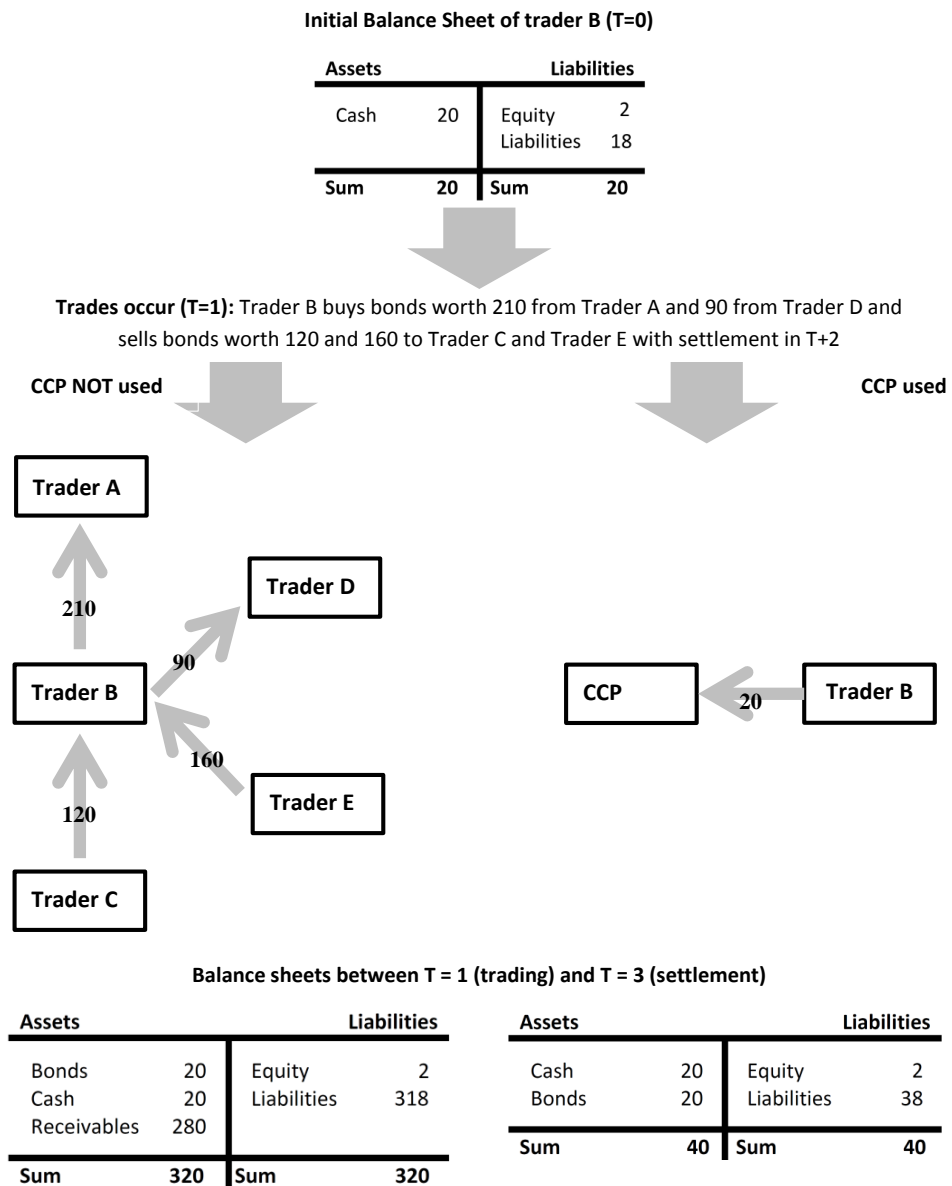 Initial Balance Sheet of trader B (T=0)
Assets Liabilities
Cash 20 Equity 2
Liabilities 18
Sum 20 Sum 20
Trades occur (T=1): Trader B buys bonds worth 210 from Trader A and 90 from Trader D and
sells bonds worth 120 and 160 to Trader C and Trader E with settlement in T+2
CCP NOT used
CCP used
Trader A
210
Trader D
90
Trader B
160
Trader E
120
Trader C
CCP
20
Trader B
Balance sheets between T = 1 (trading) and T = 3 (settlement)
Assets Liabilities
Bonds 20 Equity 2
Cash 20 Liabilities 318
Receivables 280
Sum 320 Sum 320
Assets Liabilities
Cash 20 Equity 2
Bonds 20 Liabilities 38
Sum 40 Sum 40